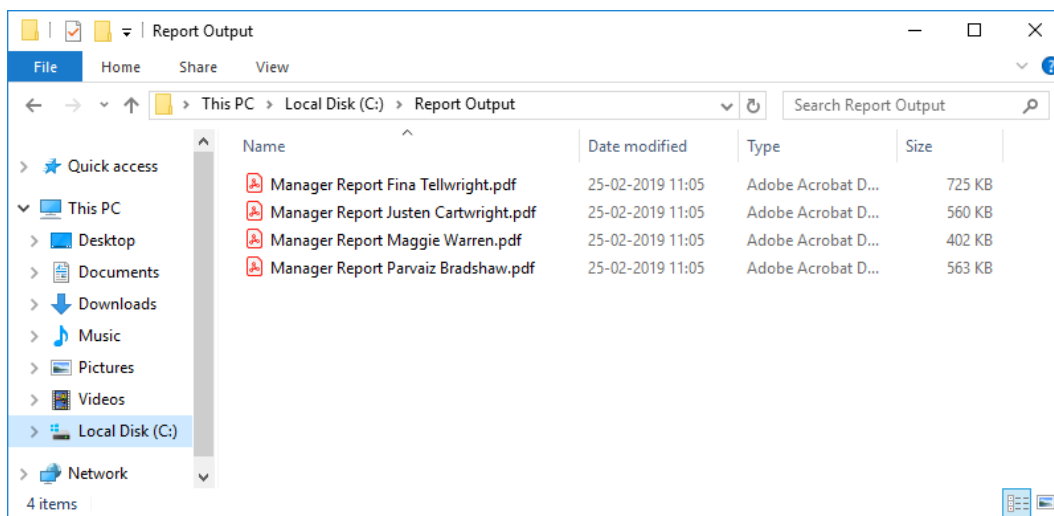 Report Output
File Home Share View
This PC > Local Disk (C:) > Report Output Search Report Output
Name Date modified Type Size
Quick access
This PC
Desktop
Documents
Downloads
Music
Pictures
Videos
Local Disk (C:)
Network
Manager Report Fina Tellwright.pdf 25-02-2019 11:05 Adobe Acrobat D... 725 KB
Manager Report Justen Cartwright.pdf 25-02-2019 11:05 Adobe Acrobat D... 560 KB
Manager Report Maggie Warren.pdf 25-02-2019 11:05 Adobe Acrobat D... 402 KB
Manager Report Parvaiz Bradshaw.pdf 25-02-2019 11:05 Adobe Acrobat D... 563 KB
4 items